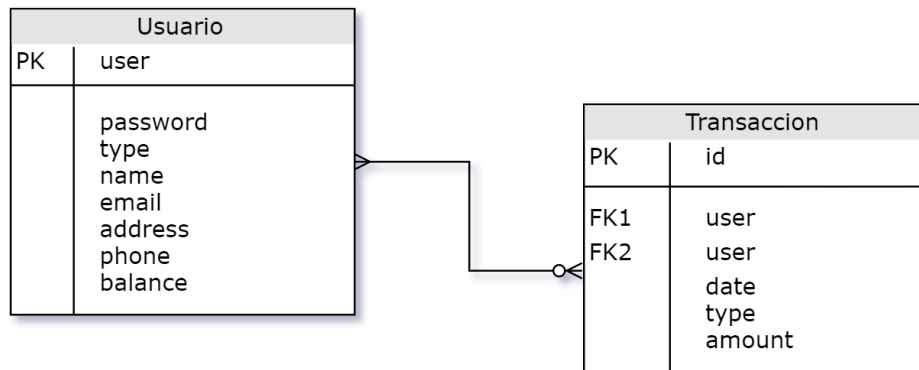 Usuario
PK user
password
type
name
email
address
phone
balance
Transaccion
PK id
FK1 user
FK2 user
date
type
amount